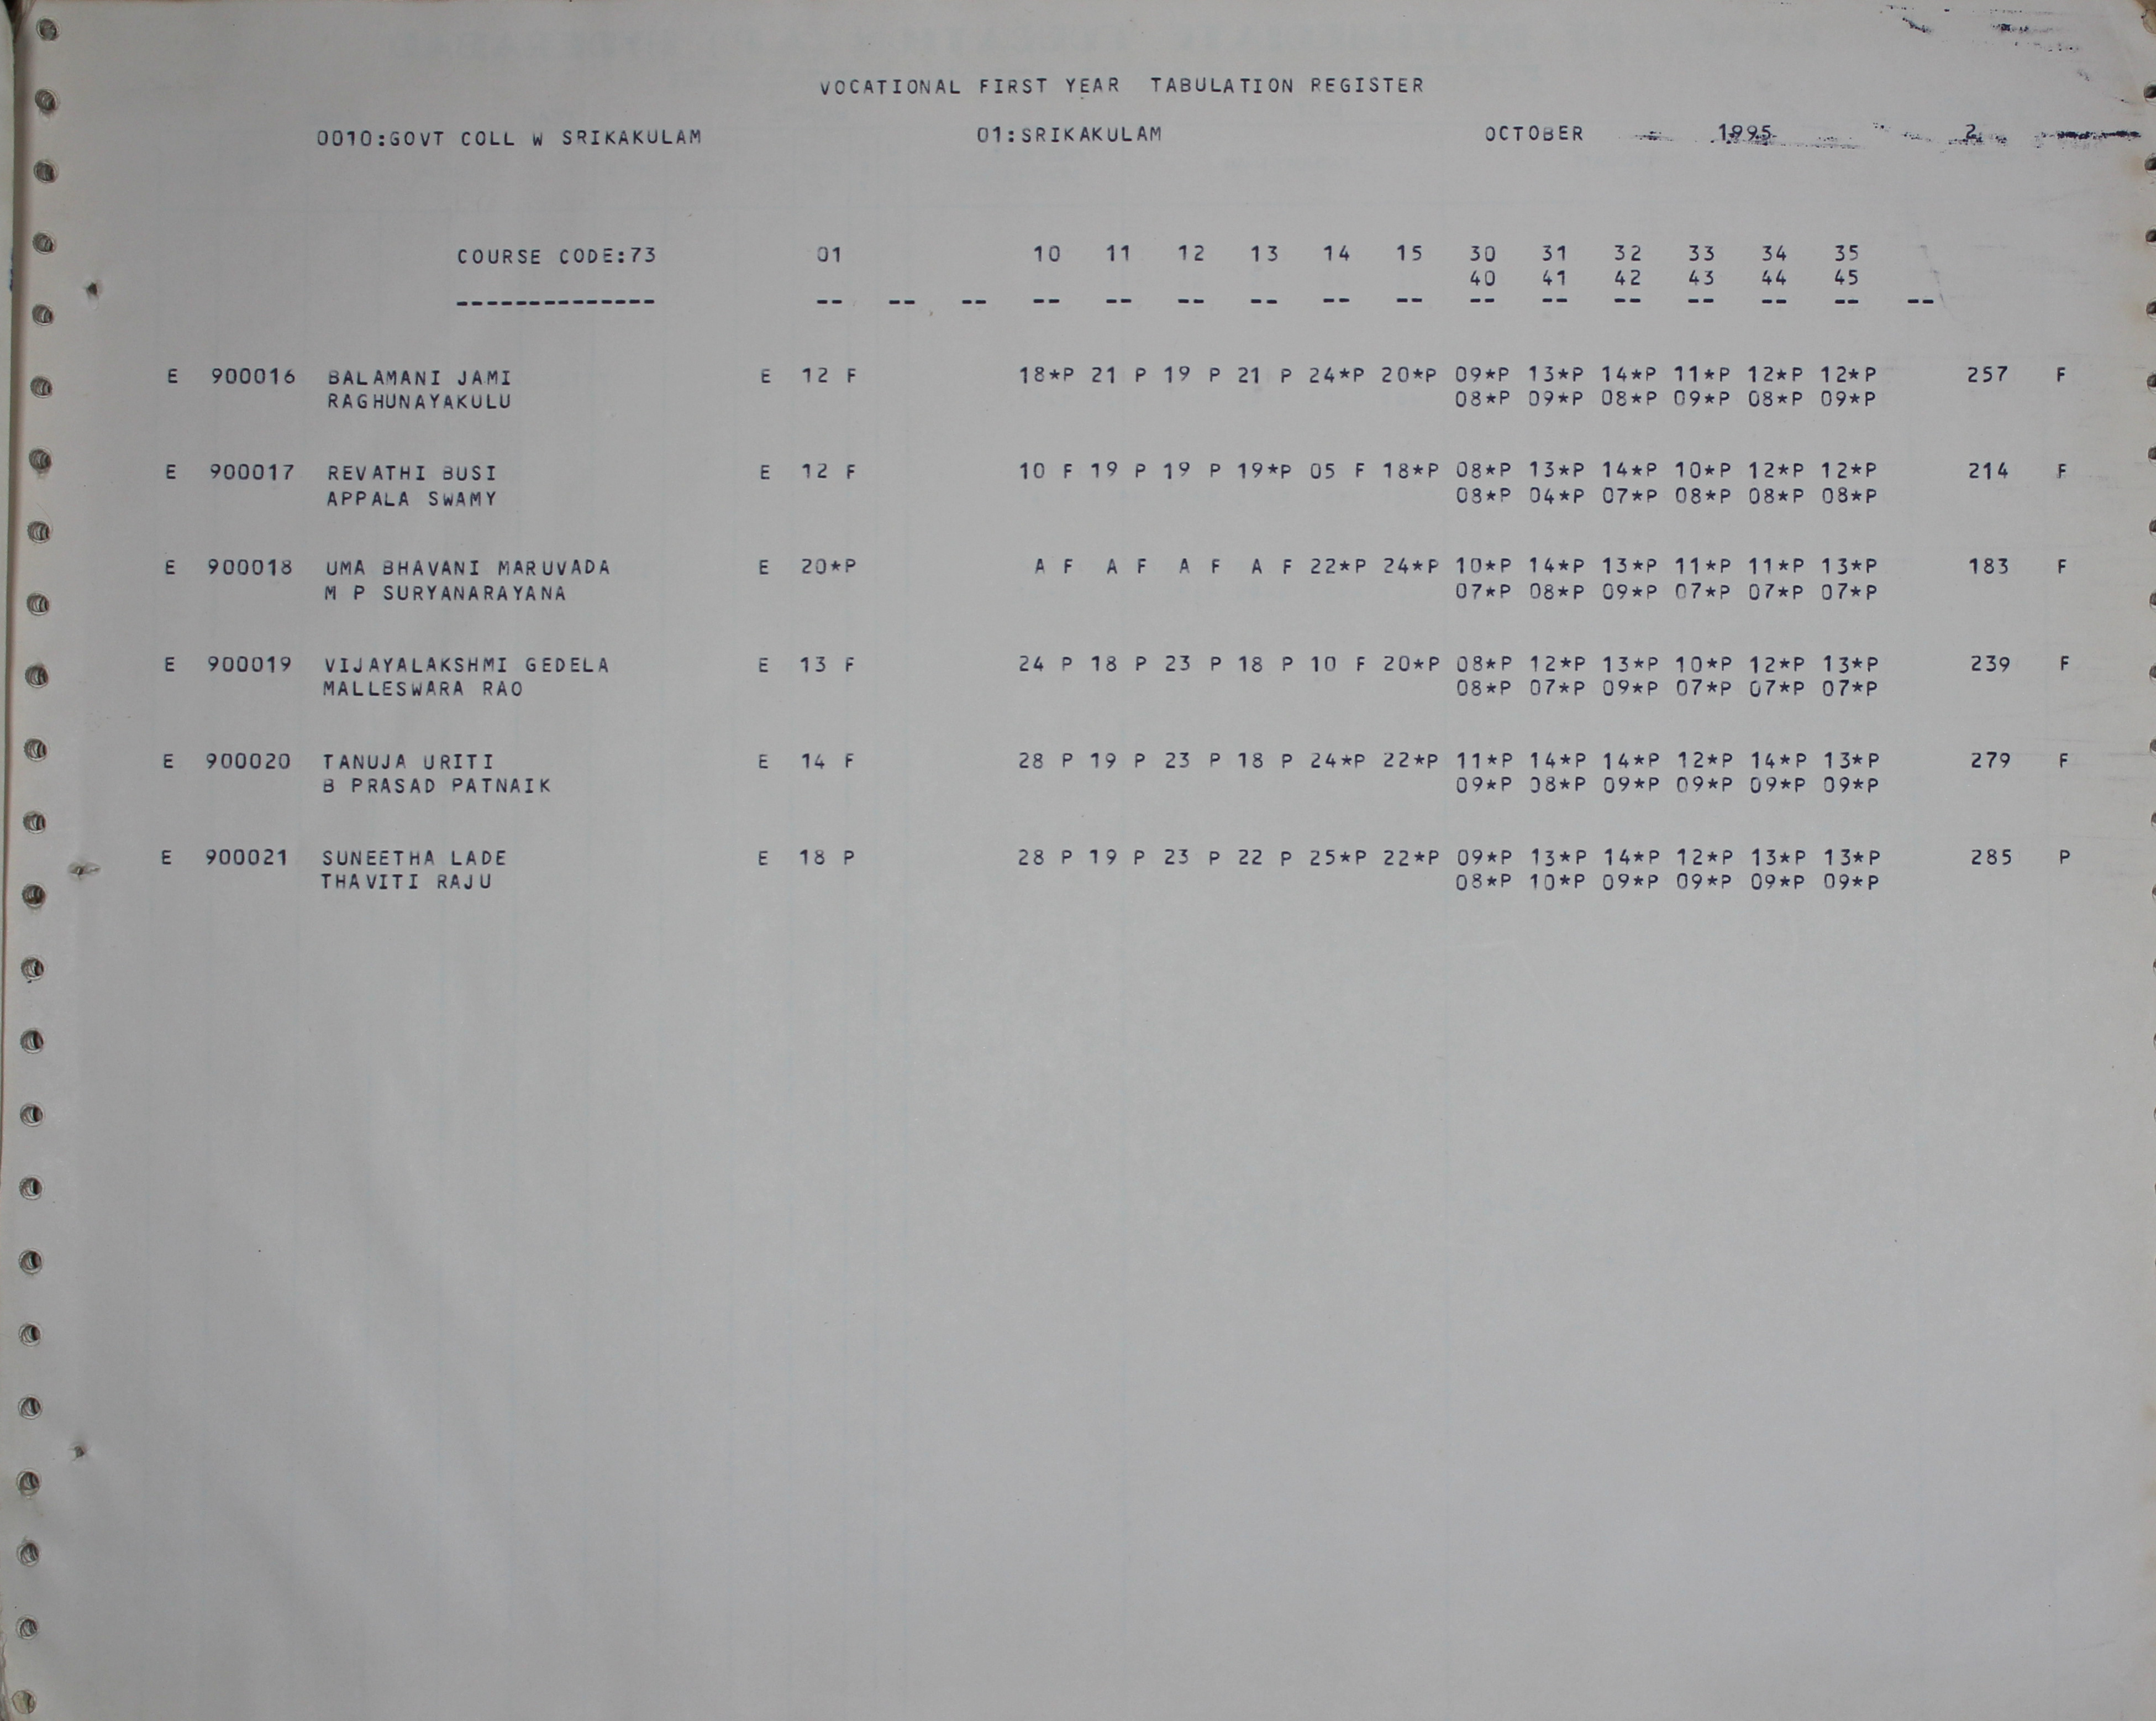 VOCATIONAL FIRST YEAR TABULATION REGISTER
0010:GOVT COLL W SRIKAKULAM 01:SRIKAKULAM OCTOBER 1995 2
COURSE CODE:73 01 10 11 12 13 14 15 30 31 32 33 34 35
40 41 42 43 44 45
-------------- -- -- -- -- -- -- -- -- -- -- -- -- -- -- -- --
E 900016 BALAMANI JAMI E 12 F 18*P 21 P 19 P 21 P 24*P 20*P 09*P 13*P 14*P 11*P 12*P 12*P 257 F
RAGHUNAYAKULU 08*P 09*P 08*P 09*P 08*P 09*P
E 900017 REVATHI BUSI E 12 F 10 F 19 P 19 P 19*P 05 F 18*P 08*P 13*P 14*P 10*P 12*P 12*P 214 F
APPALA SWAMY 08*P 04*P 07*P 08*P 08*P 08*P
E 900018 UMA BHAVANI MARUVADA E 20*P A F A F A F A F 22*P 24*P 10*P 14*P 13*P 11*P 11*P 13*P 183 F
M P SURYANARAYANA 07*P 08*P 09*P 07*P 07*P 07*P
E 900019 VIJAYALAKSHMI GEDELA E 13 F 24 P 18 P 23 P 18 P 10 F 20*P 08*P 12*P 13*P 10*P 12*P 13*P 239 F
MALLESWARA RAO 08*P 07*P 09*P 07*P 07*P 07*P
E 900020 TANUJA URITI E 14 F 28 P 19 P 23 P 18 P 24*P 22*P 11*P 14*P 14*P 12*P 14*P 13*P 279 F
B PRASAD PATNAIK 09*P 08*P 09*P 09*P 09*P 09*P
E 900021 SUNEETHA LADE E 18 P 28 P 19 P 23 P 22 P 25*P 22*P 09*P 13*P 14*P 12*P 13*P 13*P 285 P
THAVITI RAJU 08*P 10*P 09*P 09*P 09*P 09*P